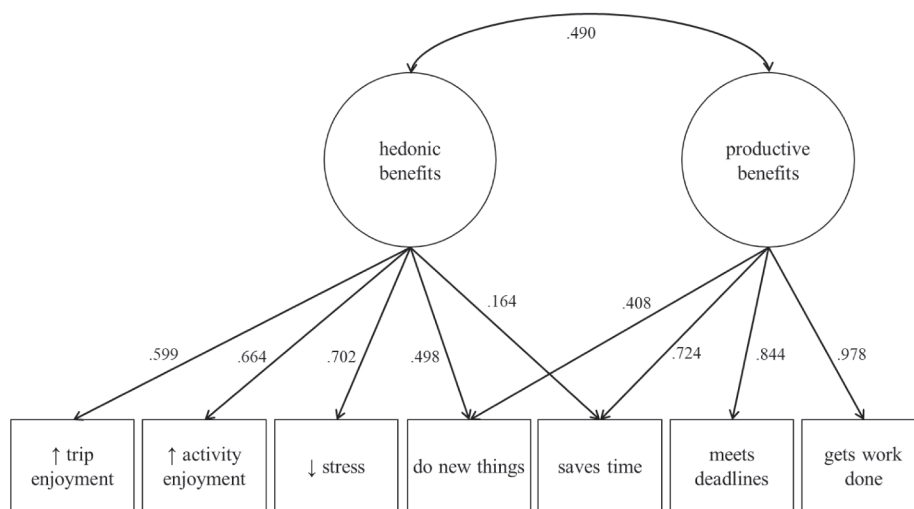 .490
hedonic
benefits
productive
benefits
.599
.664
.702
.498
.164
.408
.724
.844
.978
↑ trip
enjoyment
↑ activity
enjoyment
↓ stress
do new things
saves time
meets
deadlines
gets work
done